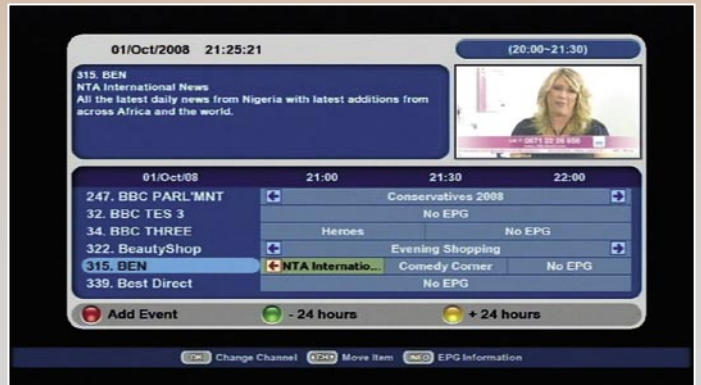 01/Oct/2008 21:25:21
(20:00~21:30)
315. BEN
NTA International News
All the latest daily news from Nigeria with latest additions from
across Africa and the world.
01/Oct/08 21:00 21:30 22:00
247. BBC PARL'MNT Conservatives 2008
32. BBC TES 3 No EPG
34. BBC THREE Heroes No EPG
322. BeautyShop Evening Shopping
315. BEN NTA Internatio... Comedy Corner No EPG
339. Best Direct No EPG
Add Event - 24 hours + 24 hours
OK Change Channel Move Item INFO EPG Information